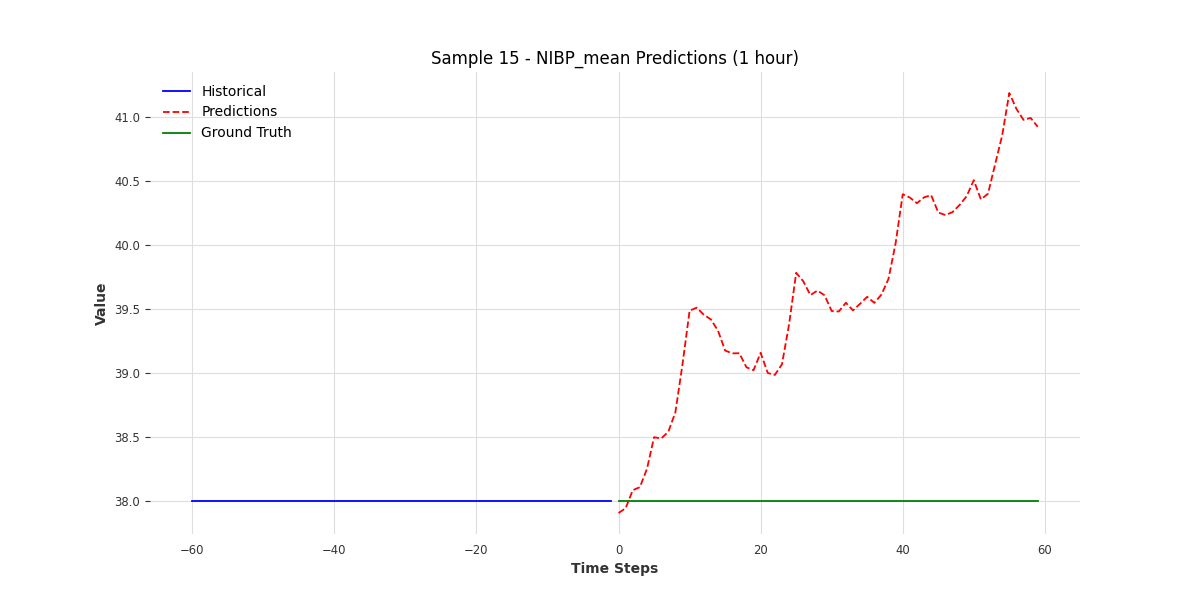 Sample 15 - NIBP_mean Predictions (1 hour)
Historical
Predictions
Ground Truth
41.0
40.5
40.0
39.5
39.0
38.5
38.0
Value
−60
−40
−20
0
20
40
60
Time Steps